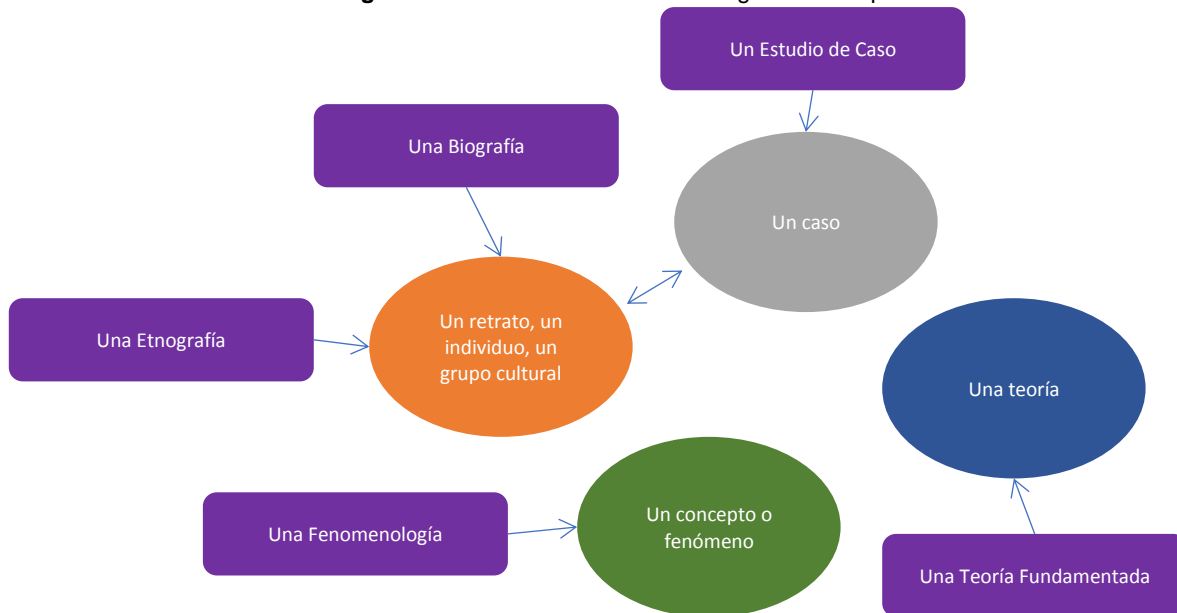 Un Estudio de Caso
Una Biografía
Un caso
Una Etnografía
Un retrato, un
individuo, un
grupo cultural
Una teoría
Una Fenomenología
Un concepto o
fenómeno
Una Teoría Fundamentada